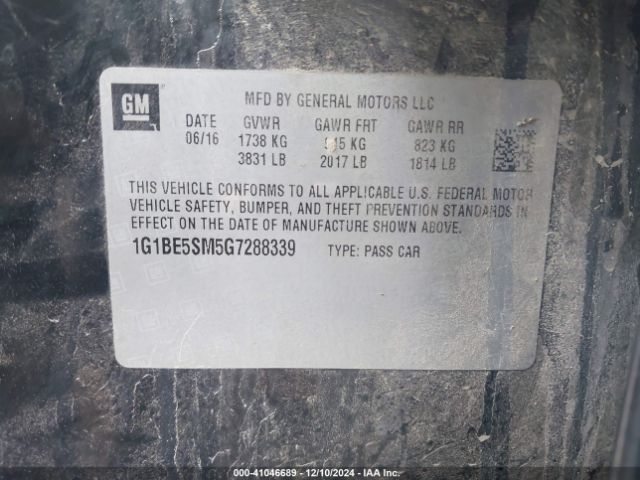 GM
MFD BY GENERAL MOTORS LLC
DATE GVWR GAWR FRT GAWR RR
06/16 1738 KG 915 KG 823 KG
3831 LB 2017 LB 1814 LB
THIS VEHICLE CONFORMS TO ALL APPLICABLE U.S. FEDERAL MOTOR
VEHICLE SAFETY, BUMPER, AND THEFT PREVENTION STANDARDS IN
EFFECT ON THE DATE OF MANUFACTURE SHOWN ABOVE.
1G1BE5SM5G7288339 TYPE: PASS CAR
000-41046689 - 12/10/2024 - IAA Inc.